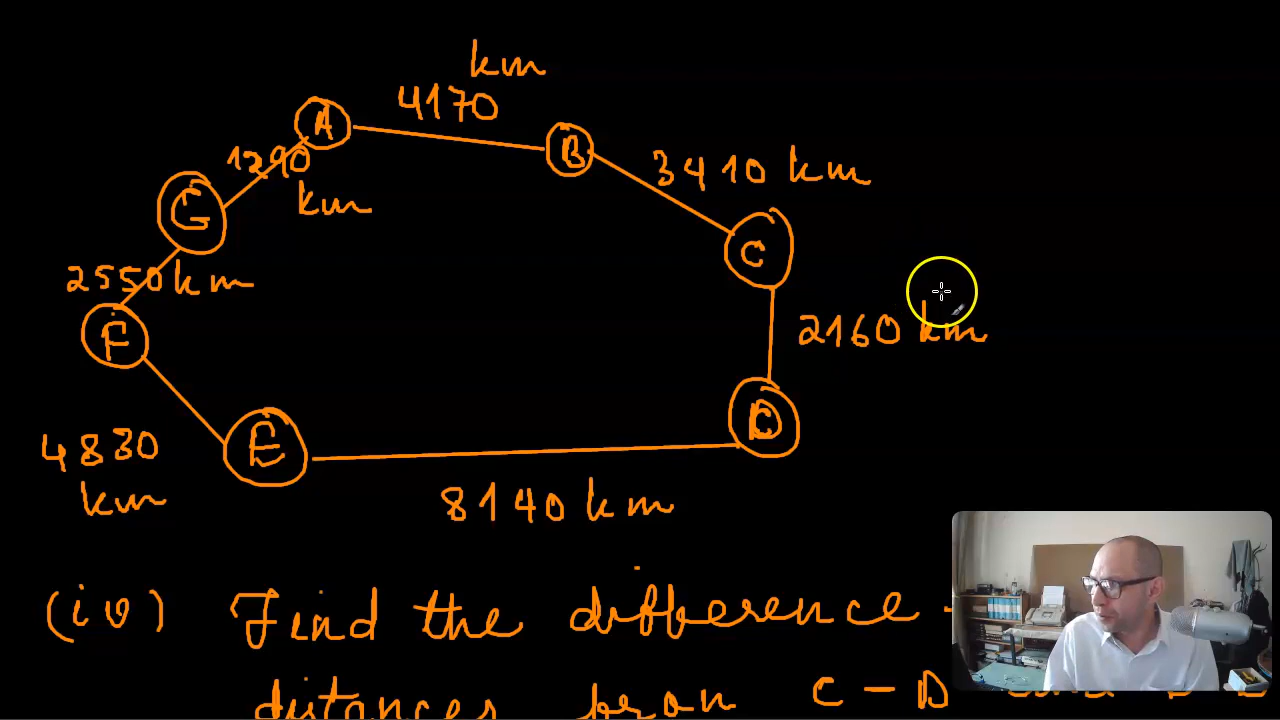 km
4170
A
B
1290
km
3410 km
G
C
2550 km
2160 km
F
D
E
4830
km
8140 km
(iv) Find the difference
distances from C - D